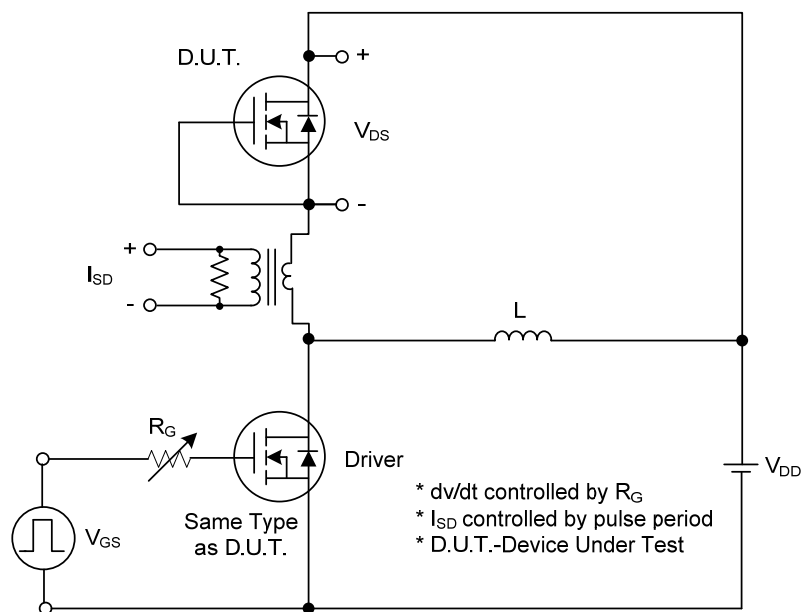 D.U.T.
+
V_DS
-
+
I_SD
-
L
R_G
Driver
V_DD
V_GS
Same Type
as D.U.T.
* dv/dt controlled by R_G
* I_SD controlled by pulse period
* D.U.T.-Device Under Test